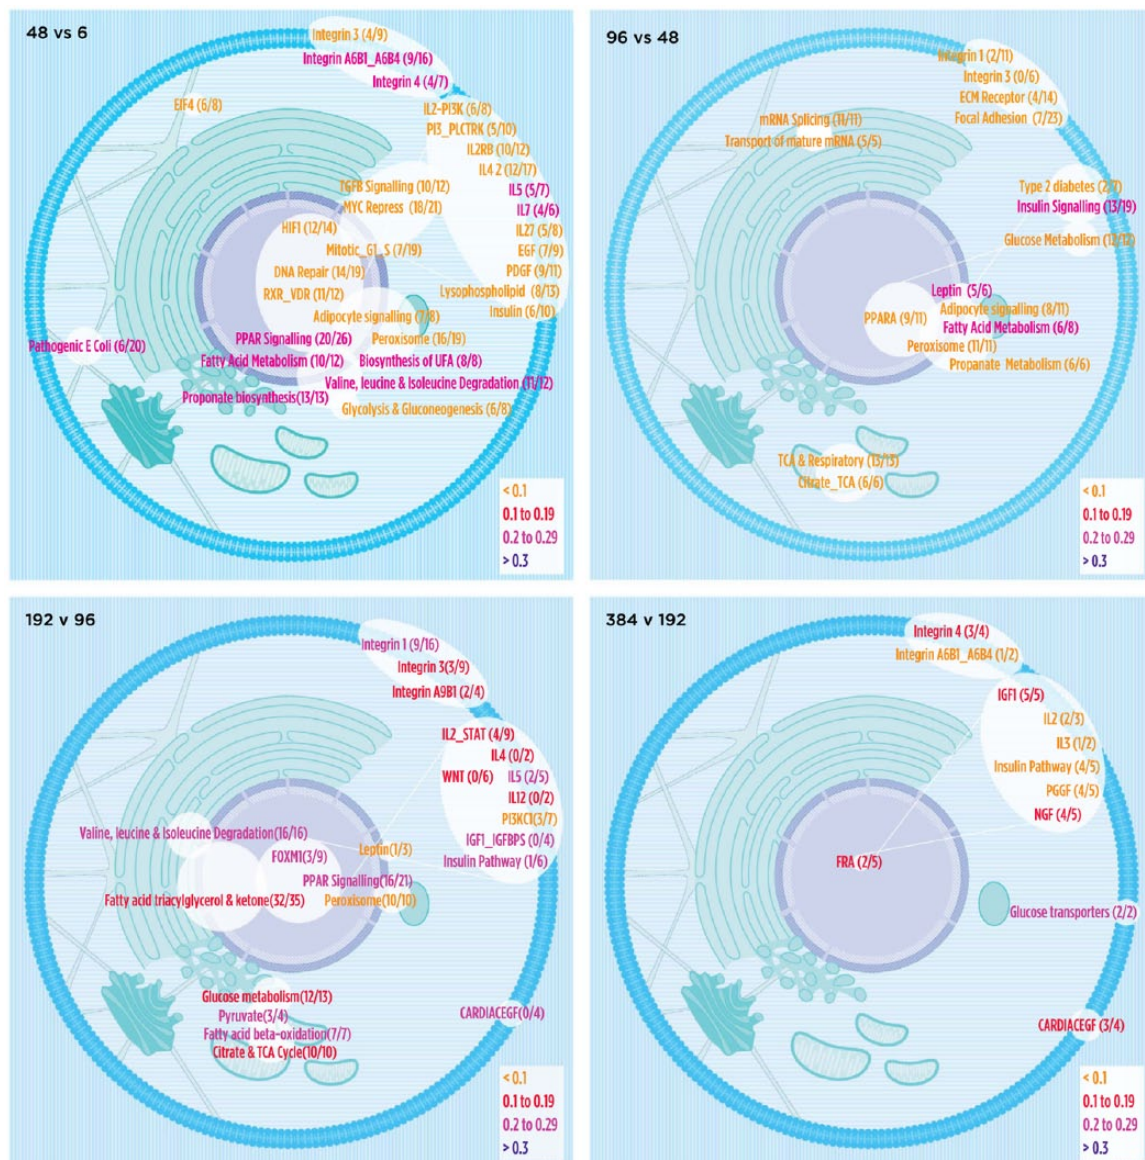 48 vs 6
Integrin 3 (4/9)
Integrin A6B1_A6B4 (9/16)
Integrin 4 (4/7)
EIF4 (6/8)
IL2-PI3K (6/8)
PI3_PLCTRK (5/10)
IL2RB (10/12)
IL4 2 (12/17)
TGFB Signalling (10/12)
IL5 (5/7)
MYC Repress (18/21)
IL7 (4/6)
HIF1 (12/14)
IL27 (5/8)
Mitotic_G1_S (7/19)
EGF (7/9)
DNA Repair (14/19)
PDGF (9/11)
RXR_VDR (11/12)
Lysophospholipid (8/13)
Adipocyte signalling (7/8)
Insulin (6/10)
PPAR Signalling (20/26)
Peroxisome (16/19)
Pathogenic E Coli (6/20)
Fatty Acid Metabolism (10/12)
Biosynthesis of UFA (8/8)
Valine, leucine & Isoleucine Degradation (11/12)
Proponate biosynthesis(13/13)
Glycolysis & Gluconeogenesis (6/8)
< 0.1
0.1 to 0.19
0.2 to 0.29
> 0.3
96 vs 48
Integrin 1 (2/11)
Integrin 3 (0/6)
ECM Receptor (4/14)
Focal Adhesion (7/23)
mRNA Splicing (11/11)
Transport of mature mRNA (5/5)
Type 2 diabetes (2/7)
Insulin Signalling (13/19)
Glucose Metabolism (12/12)
Leptin (5/6)
Adipocyte signalling (8/11)
PPARA (9/11)
Fatty Acid Metabolism (6/8)
Peroxisome (11/11)
Propanate Metabolism (6/6)
TCA & Respiratory (13/13)
Citrate_TCA (6/6)
< 0.1
0.1 to 0.19
0.2 to 0.29
> 0.3
192 v 96
Integrin 1 (9/16)
Integrin 3(3/9)
Integrin A9B1 (2/4)
IL2_STAT (4/9)
IL4 (0/2)
WNT (0/6)
IL5 (2/5)
IL12 (0/2)
PI3KC1(3/7)
IGF1_IGFBPS (0/4)
Insulin Pathway (1/6)
Valine, leucine & Isoleucine Degradation(16/16)
Leptin(1/3)
FOXM1(3/9)
PPAR Signalling(16/21)
Fatty acid triacylglycerol & ketone(32/35)
Peroxisome(10/10)
Glucose metabolism(12/13)
Pyruvate(3/4)
Fatty acid beta-oxidation(7/7)
Citrate & TCA Cycle(10/10)
CARDIACEGF(0/4)
< 0.1
0.1 to 0.19
0.2 to 0.29
> 0.3
384 v 192
Integrin 4 (3/4)
Integrin A6B1_A6B4 (1/2)
IGF1 (5/5)
IL2 (2/3)
IL3 (1/2)
Insulin Pathway (4/5)
PGGF (4/5)
NGF (4/5)
FRA (2/5)
Glucose transporters (2/2)
CARDIACEGF (3/4)
< 0.1
0.1 to 0.19
0.2 to 0.29
> 0.3